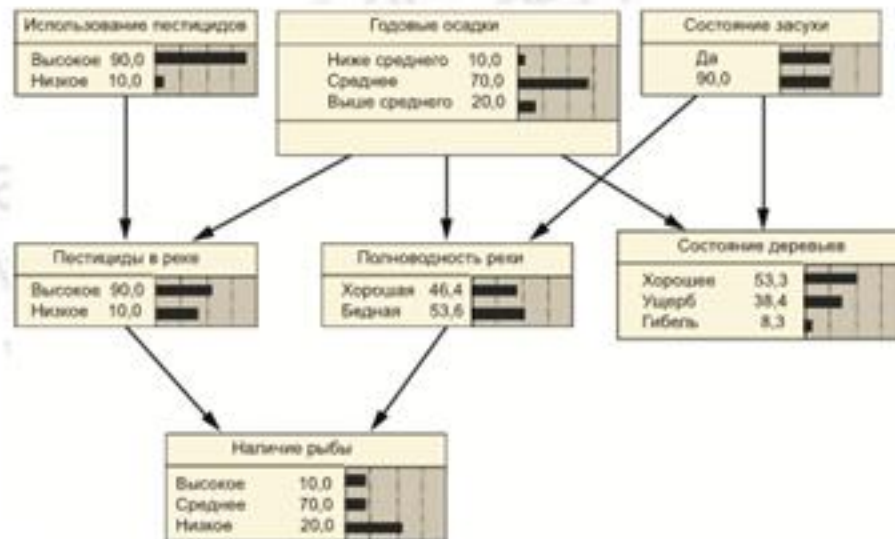 Использование пестицидов
Высокое 90,0
Низкое 10,0
Годовые осадки
Ниже среднего 10,0
Среднее 70,0
Выше среднего 20,0
Состояние засухи
Да
90,0
Пестициды в реке
Высокое 90,0
Низкое 10,0
Полноводность реки
Хорошая 46,4
Бедная 53,6
Состояние деревьев
Хорошее 53,3
Ущерб 38,4
Гибель 8,3
Наличие рыбы
Высокое 10,0
Среднее 70,0
Низкое 20,0